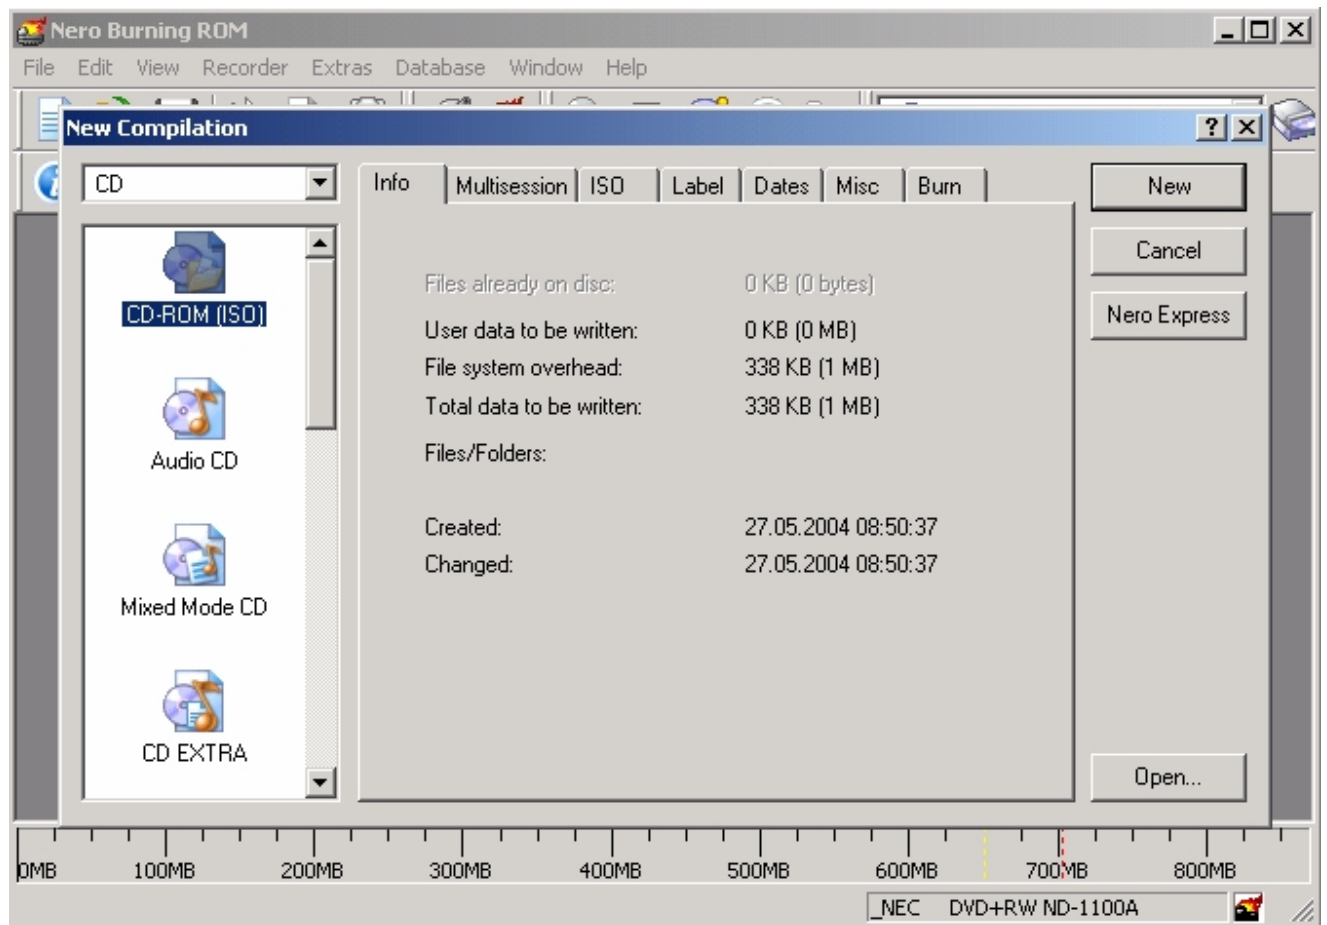 Nero Burning ROM
File Edit View Recorder Extras Database Window Help
New Compilation
CD
Info Multisession ISO Label Dates Misc Burn
New
Cancel
Nero Express
CD-ROM (ISO)
Audio CD
Mixed Mode CD
CD EXTRA
Files already on disc: 0 KB (0 bytes)
User data to be written: 0 KB (0 MB)
File system overhead: 338 KB (1 MB)
Total data to be written: 338 KB (1 MB)
Files/Folders:
Created: 27.05.2004 08:50:37
Changed: 27.05.2004 08:50:37
Open...
0MB 100MB 200MB 300MB 400MB 500MB 600MB 700MB 800MB
_NEC DVD+RW ND-1100A